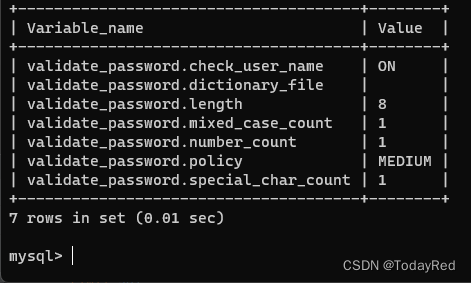 +--------------------------------------+--------+
| Variable_name                        | Value  |
+--------------------------------------+--------+
| validate_password.check_user_name    | ON     |
| validate_password.dictionary_file    |        |
| validate_password.length             | 8      |
| validate_password.mixed_case_count   | 1      |
| validate_password.number_count       | 1      |
| validate_password.policy             | MEDIUM |
| validate_password.special_char_count | 1      |
+--------------------------------------+--------+
7 rows in set (0.01 sec)
mysql>
CSDN @TodayRed